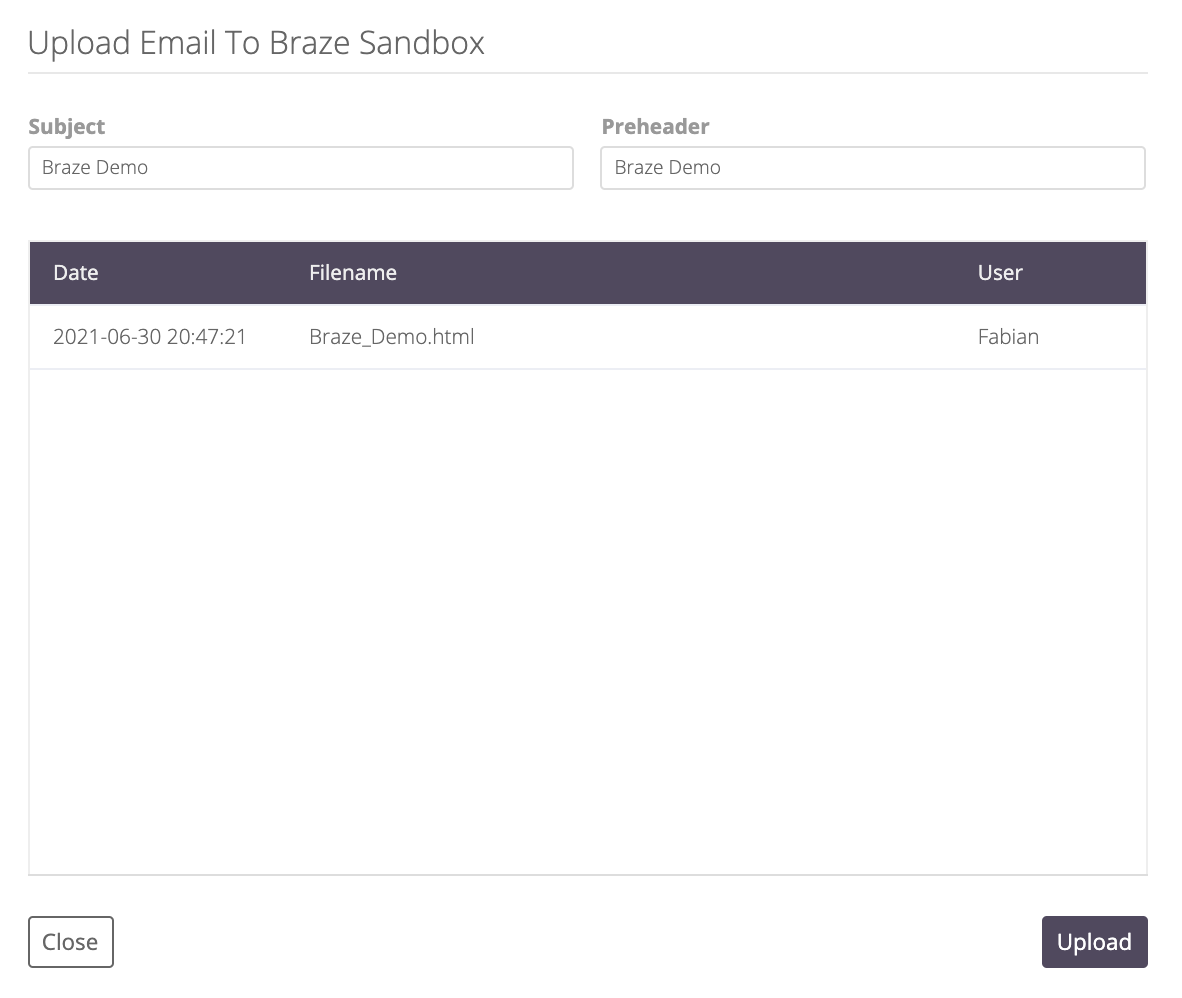 Upload Email To Braze Sandbox
Subject Preheader
Braze Demo Braze Demo
Date Filename User
2021-06-30 20:47:21 Braze_Demo.html Fabian
Close Upload